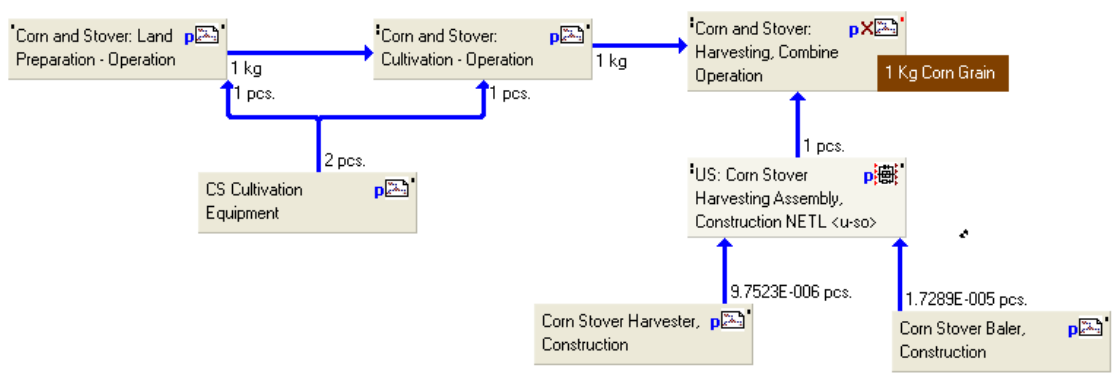 Corn and Stover: Land
Preparation - Operation
p
1 kg
1 pcs.
Corn and Stover:
Cultivation - Operation
p
1 kg
1 pcs.
Corn and Stover:
Harvesting, Combine
Operation
pX
1 Kg Corn Grain
1 pcs.
2 pcs.
CS Cultivation
Equipment
p
US: Corn Stover
Harvesting Assembly,
Construction NETL <u-so>
p
9.7523E-006 pcs.
1.7289E-005 pcs.
Corn Stover Harvester,
Construction
p
Corn Stover Baler,
Construction
p